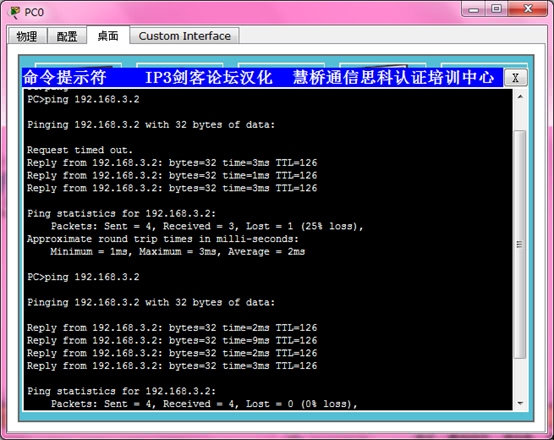 PC0
物理 配置 桌面 Custom Interface
命令提示符 IP3剑客论坛汉化 慧桥通信思科认证培训中心 X
PC>ping 192.168.3.2
Pinging 192.168.3.2 with 32 bytes of data:
Request timed out.
Reply from 192.168.3.2: bytes=32 time=3ms TTL=126
Reply from 192.168.3.2: bytes=32 time=1ms TTL=126
Reply from 192.168.3.2: bytes=32 time=3ms TTL=126
Ping statistics for 192.168.3.2:
Packets: Sent = 4, Received = 3, Lost = 1 (25% loss),
Approximate round trip times in milli-seconds:
Minimum = 1ms, Maximum = 3ms, Average = 2ms
PC>ping 192.168.3.2
Pinging 192.168.3.2 with 32 bytes of data:
Reply from 192.168.3.2: bytes=32 time=2ms TTL=126
Reply from 192.168.3.2: bytes=32 time=9ms TTL=126
Reply from 192.168.3.2: bytes=32 time=2ms TTL=126
Reply from 192.168.3.2: bytes=32 time=3ms TTL=126
Ping statistics for 192.168.3.2:
Packets: Sent = 4, Received = 4, Lost = 0 (0% loss),